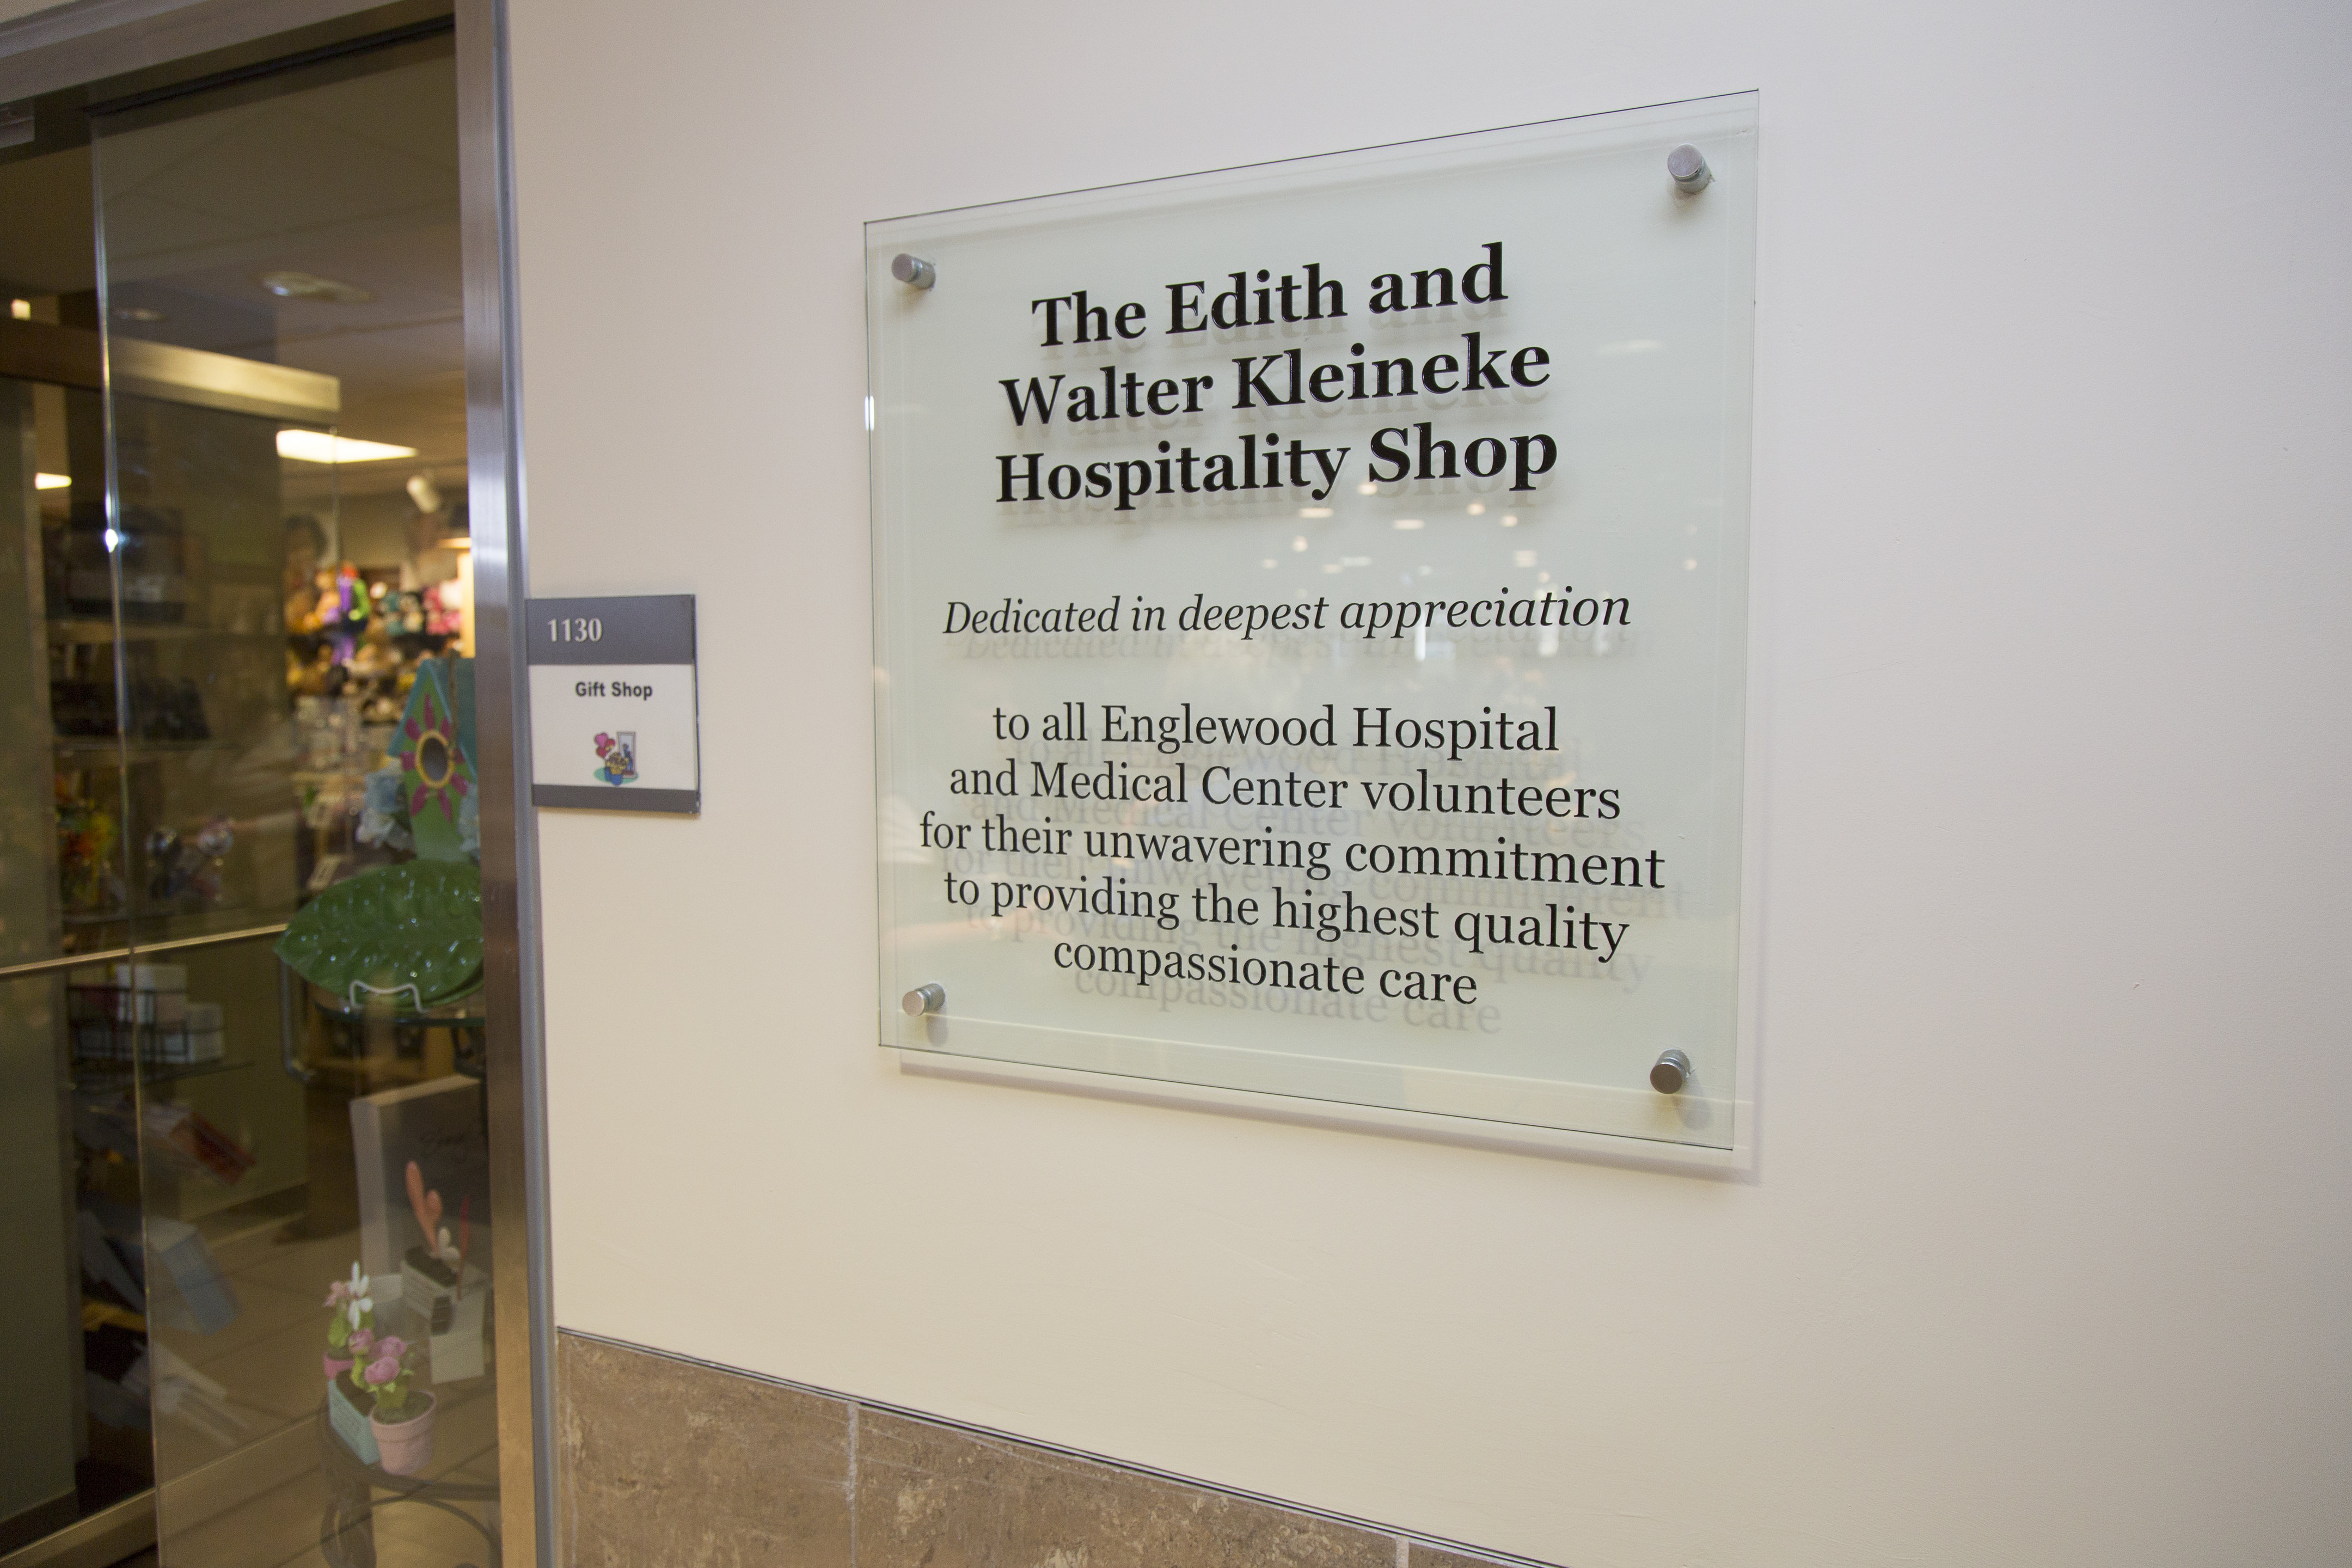 The Edith and
Walter Kleineke
Hospitality Shop
Dedicated in deepest appreciation
to all Englewood Hospital
and Medical Center volunteers
for their unwavering commitment
to providing the highest quality
compassionate care
1130
Gift Shop